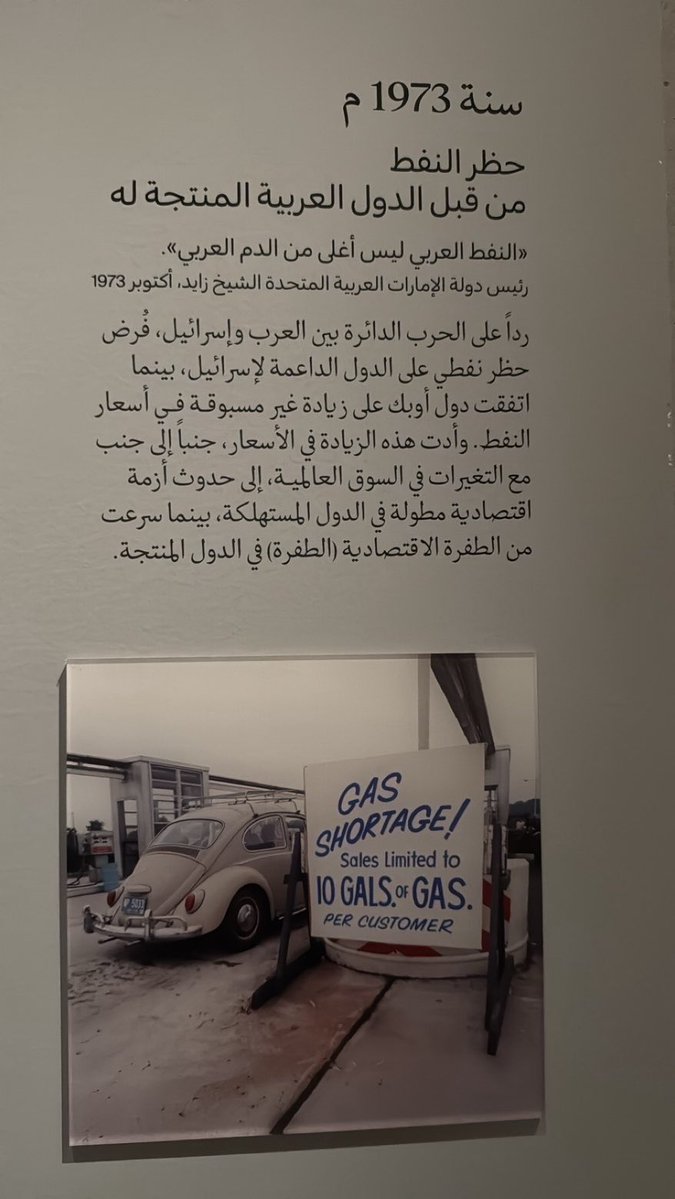 سنة 1973 م
حظر النفط
من قبل الدول العربية المنتجة له
«النفط العربي ليس أغلى من الدم العربي».
رئيس دولة الإمارات العربية المتحدة الشيخ زايد، أكتوبر 1973
رداً على الحرب الدائرة بين العرب وإسرائيل، فُرض
حظر نفطي على الدول الداعمة لإسرائيل، بينما
اتفقت دول أوبك على زيادة غير مسبوقة في أسعار
النفط. وأدت هذه الزيادة في الأسعار، جنباً إلى جنب
مع التغيرات في السوق العالمية، إلى حدوث أزمة
اقتصادية مطولة في الدول المستهلكة، بينما سرعت
من الطفرة الاقتصادية (الطفرة) في الدول المنتجة.
GAS
SHORTAGE!
Sales Limited to
10 GALS. OF GAS.
PER CUSTOMER